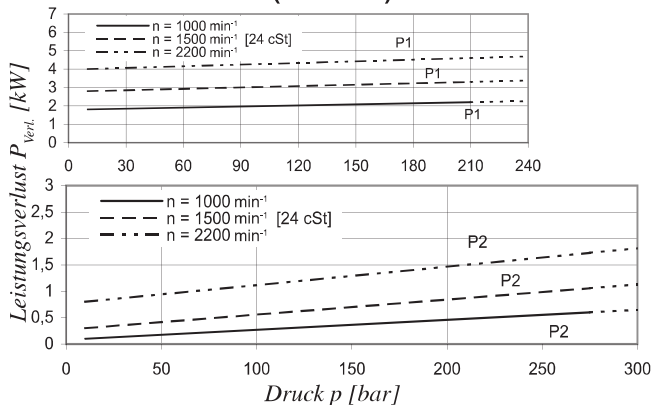 7
6
5
4
3
2
1
0
n = 1000 min⁻¹
n = 1500 min⁻¹ [24 cSt]
n = 2200 min⁻¹
P1
P1
P1
0 30 60 90 120 150 180 210 240
Leistungsverlust P Verl. [kW]
3
2,5
2
1,5
1
0,5
0
n = 1000 min⁻¹
n = 1500 min⁻¹ [24 cSt]
n = 2200 min⁻¹
P2
P2
P2
0 50 100 150 200 250 300
Druck p [bar]